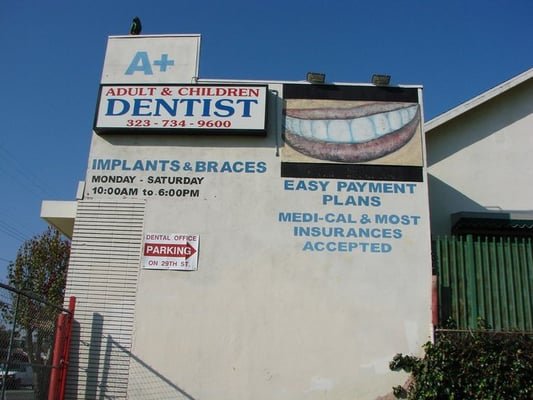 A+
ADULT & CHILDREN
DENTIST
323 - 734 - 9600
IMPLANTS & BRACES
MONDAY - SATURDAY
10:00AM to 6:00PM
EASY PAYMENT
PLANS
MEDI-CAL & MOST
INSURANCES
ACCEPTED
DENTAL OFFICE
PARKING
ON 29TH ST.